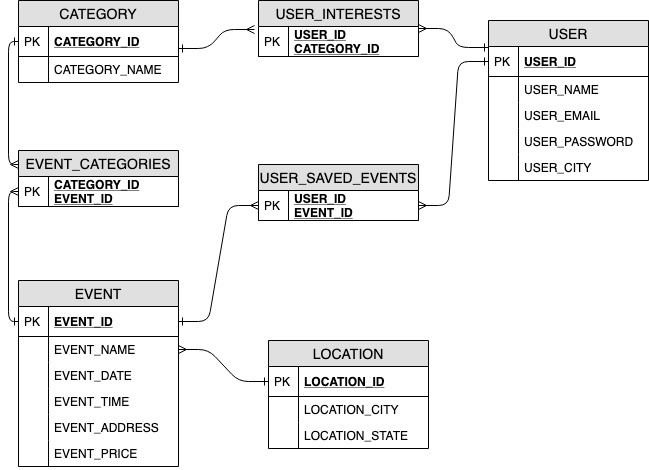 CATEGORY
PK CATEGORY_ID
CATEGORY_NAME
USER_INTERESTS
PK USER_ID
CATEGORY_ID
USER
PK USER_ID
USER_NAME
USER_EMAIL
USER_PASSWORD
USER_CITY
EVENT_CATEGORIES
PK CATEGORY_ID
EVENT_ID
USER_SAVED_EVENTS
PK USER_ID
EVENT_ID
EVENT
PK EVENT_ID
EVENT_NAME
EVENT_DATE
EVENT_TIME
EVENT_ADDRESS
EVENT_PRICE
LOCATION
PK LOCATION_ID
LOCATION_CITY
LOCATION_STATE